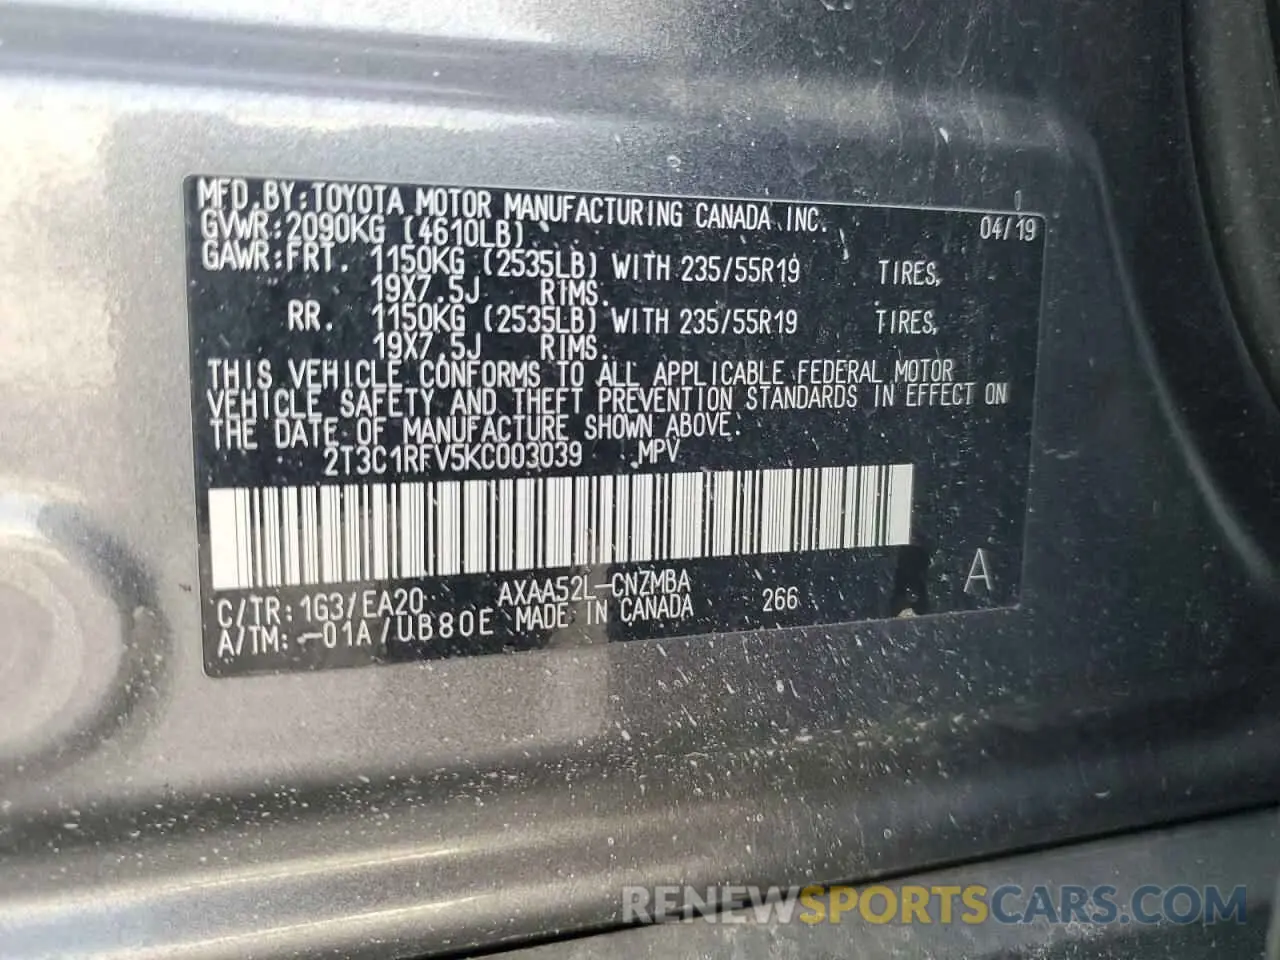 MFD.BY:TOYOTA MOTOR MANUFACTURING CANADA INC. 04/19
GVWR:2090KG (4610LB)
GAWR:FRT. 1150KG (2535LB) WITH 235/55R19 TIRES,
19X7.5J RIMS.
RR. 1150KG (2535LB) WITH 235/55R19 TIRES,
19X7.5J RIMS.
THIS VEHICLE CONFORMS TO ALL APPLICABLE FEDERAL MOTOR
VEHICLE SAFETY AND THEFT PREVENTION STANDARDS IN EFFECT ON
THE DATE OF MANUFACTURE SHOWN ABOVE.
2T3C1RFV5KC003039 MPV
C/TR:1G3/EA20 AXAA52L-CNZMBA
A/TM:-01A/UB80E MADE IN CANADA 266 A
RENEWSPORTSCARS.COM